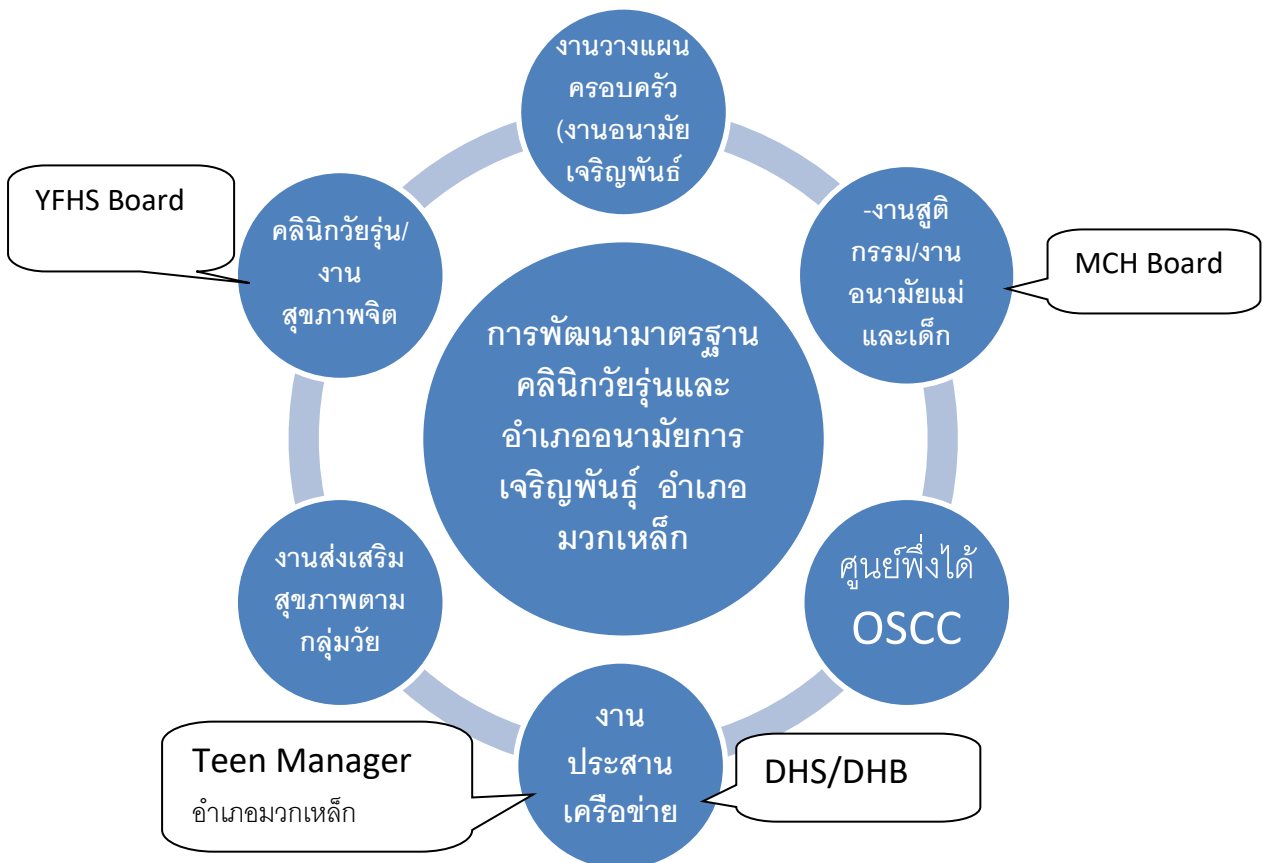 งานวางแผน
ครอบครัว
(งานอนามัย
เจริญพันธ์
YFHS Board
คลินิกวัยรุ่น/
งาน
สุขภาพจิต
-งานสูติ
กรรม/งาน
อนามัยแม่
และเด็ก
MCH Board
การพัฒนามาตรฐาน
คลินิกวัยรุ่นและ
อำเภออนามัยการ
เจริญพันธุ์ อำเภอ
มวกเหล็ก
งานส่งเสริม
สุขภาพตาม
กลุ่มวัย
ศูนย์พึ่งได้
OSCC
Teen Manager
อำเภอมวกเหล็ก
งาน
ประสาน
เครือข่าย
DHS/DHB